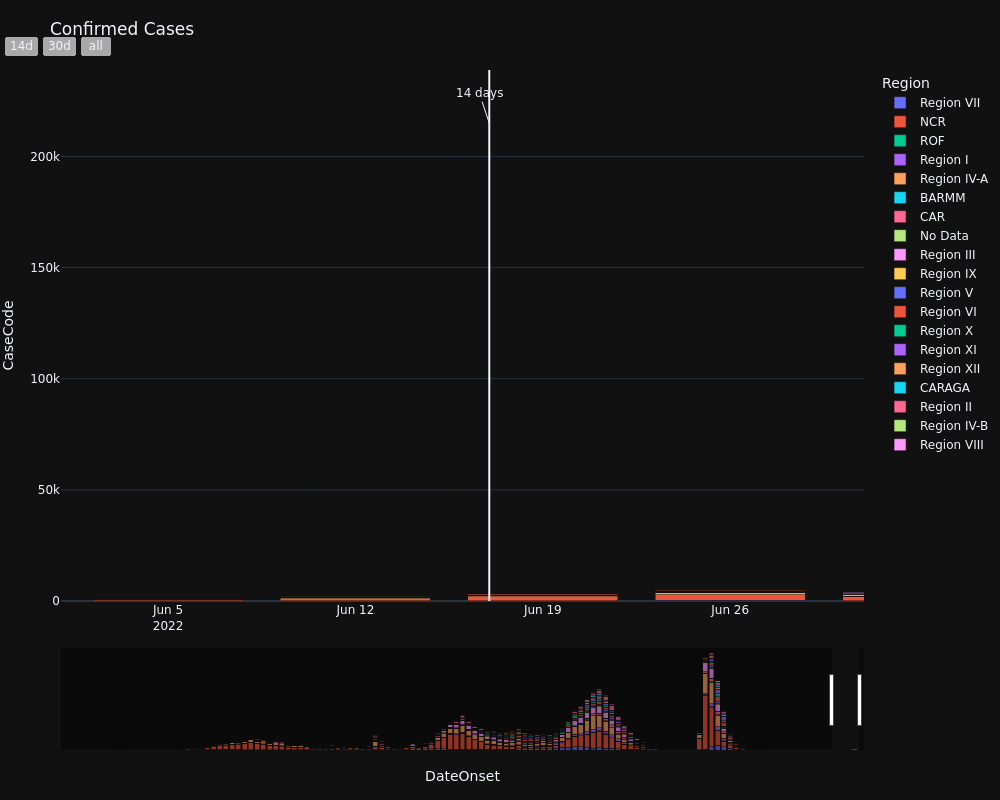 Confirmed Cases
14d 30d all
14 days
CaseCode
200k
150k
100k
50k
0
Jun 5
2022
Jun 12
Jun 19
Jun 26
DateOnset
Region
Region VII
NCR
ROF
Region I
Region IV-A
BARMM
CAR
No Data
Region III
Region IX
Region V
Region VI
Region X
Region XI
Region XII
CARAGA
Region II
Region IV-B
Region VIII